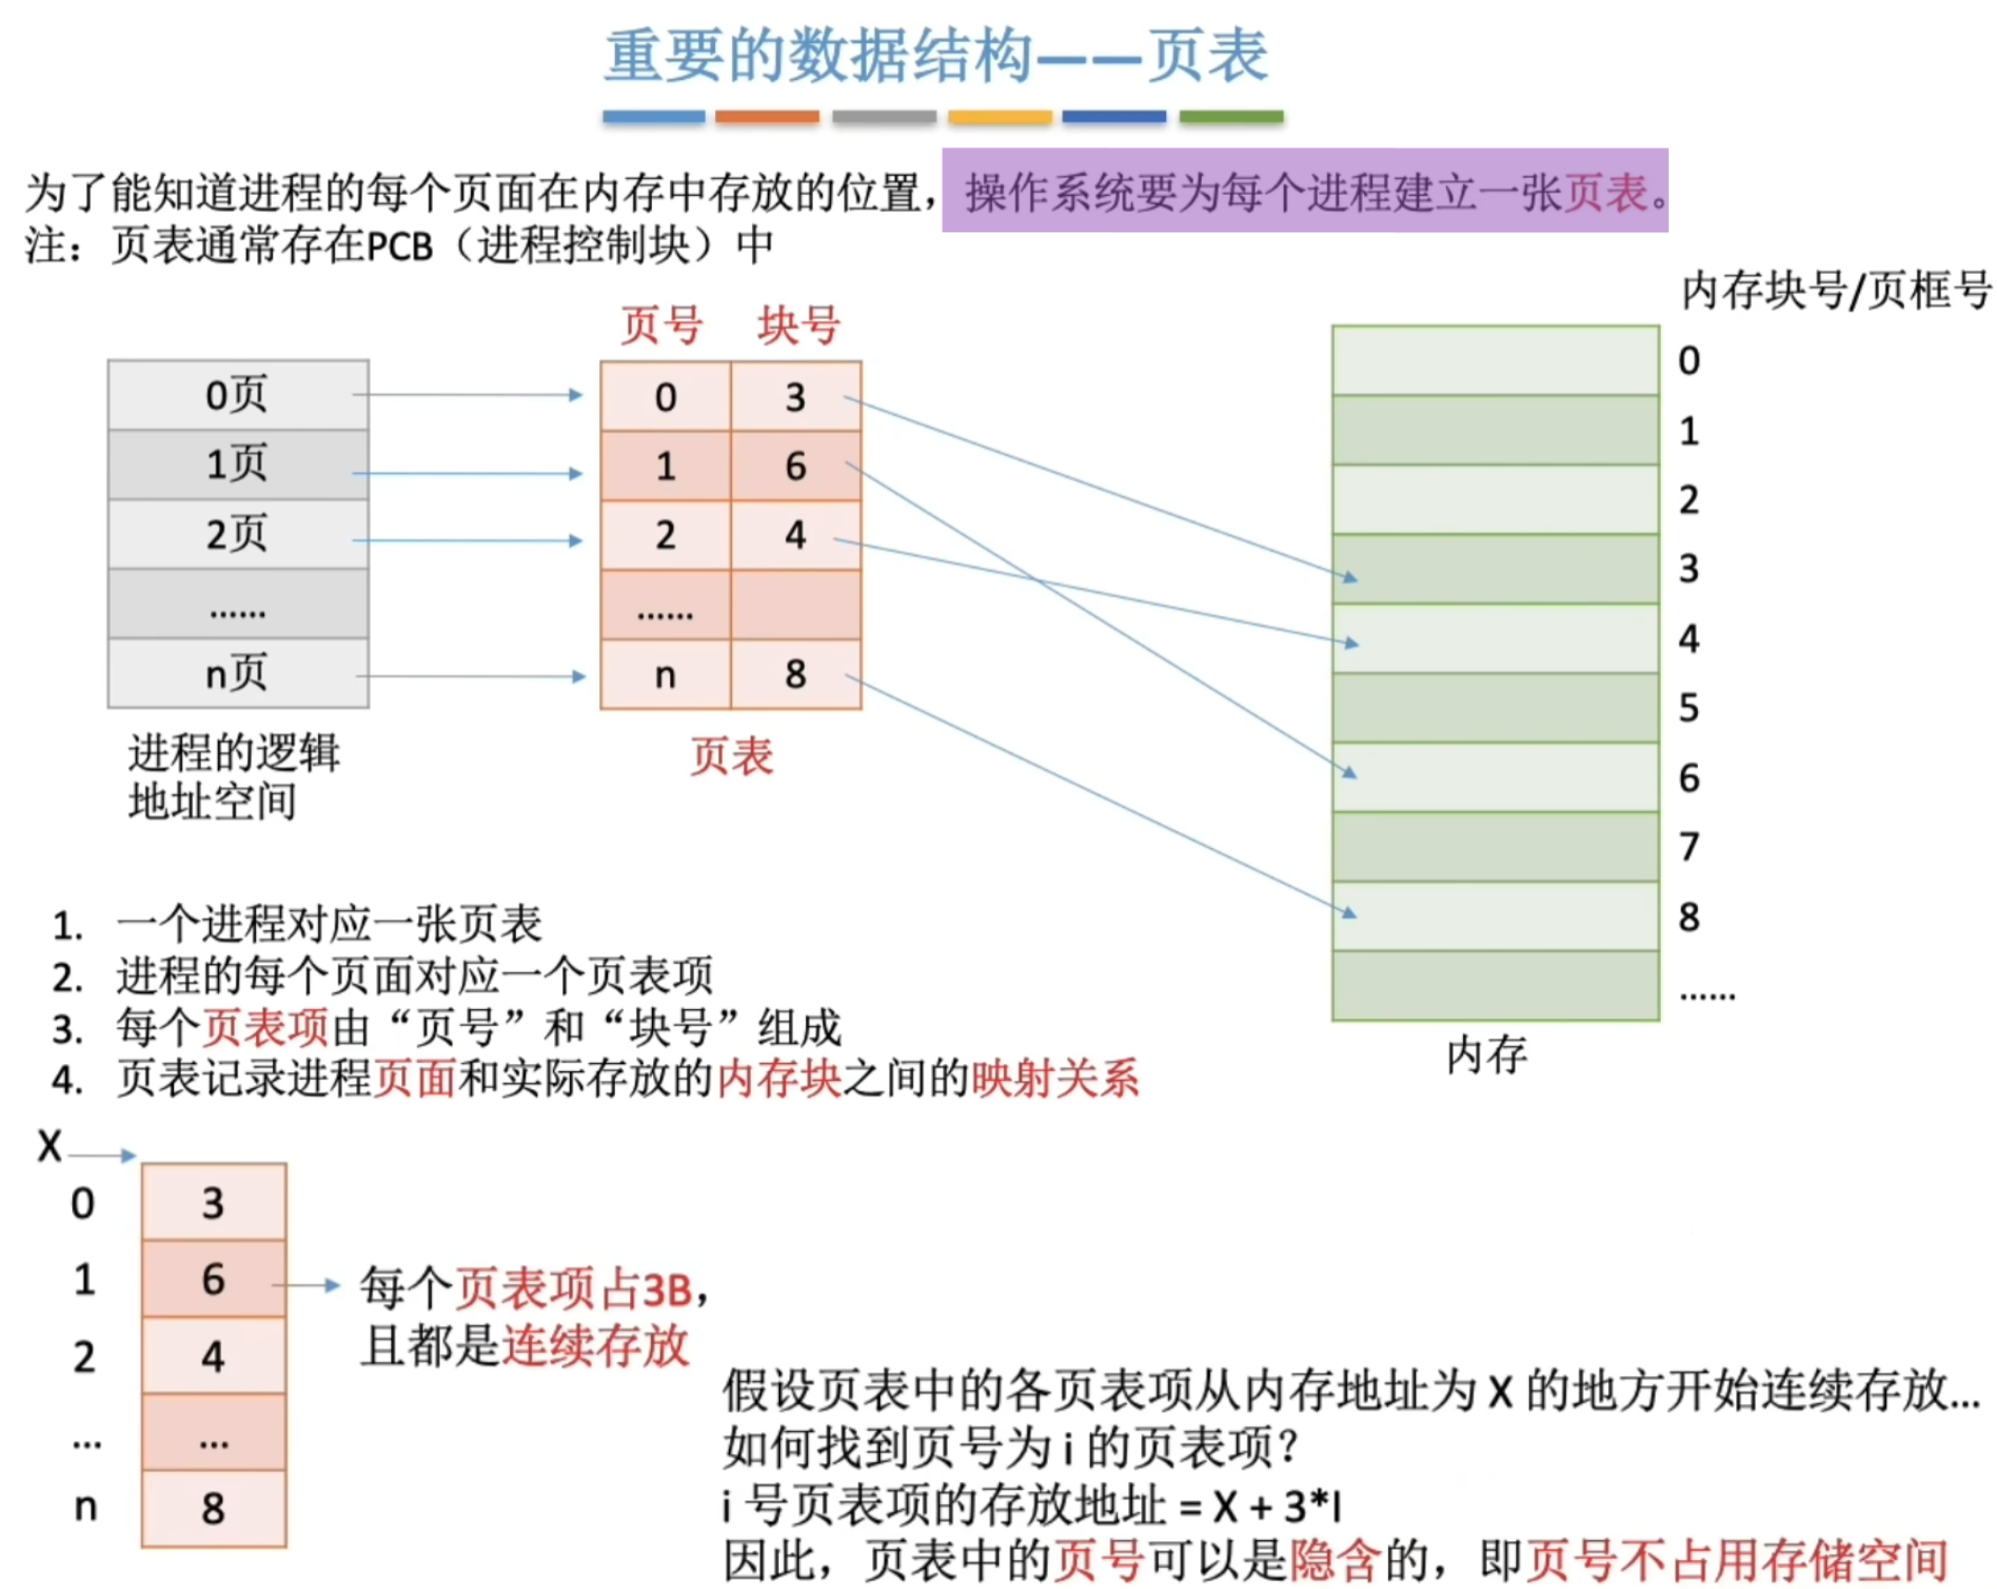 重要的数据结构——页表
为了能知道进程的每个页面在内存中存放的位置，操作系统要为每个进程建立一张页表。
注：页表通常存在PCB（进程控制块）中
内存块号/页框号
页号 块号
0页
1页
2页
......
n页
进程的逻辑
地址空间
0 3
1 6
2 4
......
n 8
页表
0
1
2
3
4
5
6
7
8
......
内存
1. 一个进程对应一张页表
2. 进程的每个页面对应一个页表项
3. 每个页表项由“页号”和“块号”组成
4. 页表记录进程页面和实际存放的内存块之间的映射关系
X
0 3
1 6
2 4
... ...
n 8
每个页表项占3B，
且都是连续存放
假设页表中的各页表项从内存地址为 X 的地方开始连续存放...
如何找到页号为 i 的页表项？
i 号页表项的存放地址 = X + 3*I
因此，页表中的页号可以是隐含的，即页号不占用存储空间